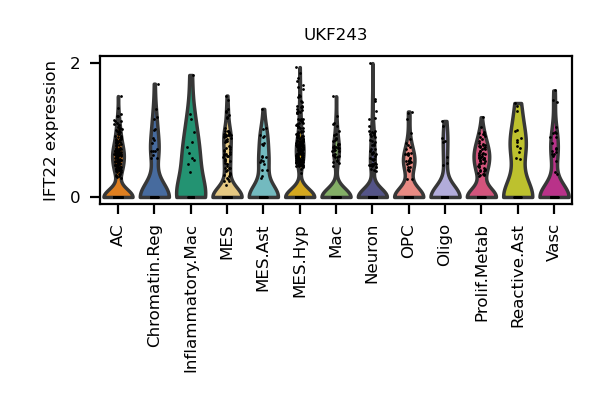 UKF243
IFT22 expression
2
0
AC
Chromatin.Reg
Inflammatory.Mac
MES
MES.Ast
MES.Hyp
Mac
Neuron
OPC
Oligo
Prolif.Metab
Reactive.Ast
Vasc